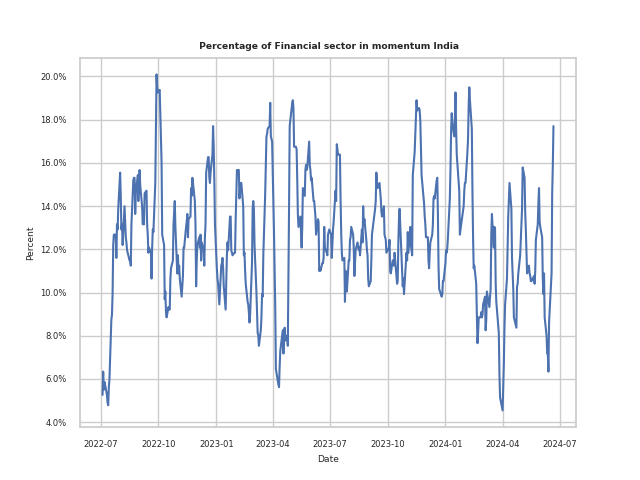 Percentage of Financial sector in momentum India
20.0%
18.0%
16.0%
14.0%
12.0%
10.0%
8.0%
6.0%
4.0%
Percent
2022-07 2022-10 2023-01 2023-04 2023-07 2023-10 2024-01 2024-04 2024-07
Date